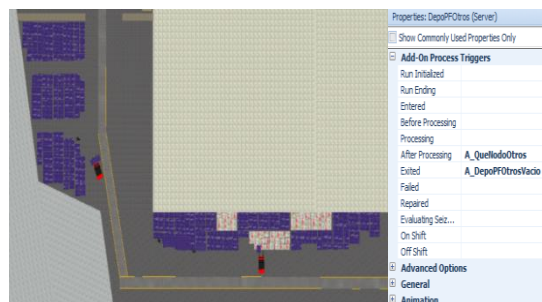 Properties: DepoPFOtros (Server)
Show Commonly Used Properties Only
Add-On Process Triggers
Run Initialized
Run Ending
Entered
Before Processing
Processing
After Processing A_QueNodoOtros
Exited A_DepoPFOtrosVacio
Failed
Repaired
Evaluating Seiz...
On Shift
Off Shift
Advanced Options
General
Animation